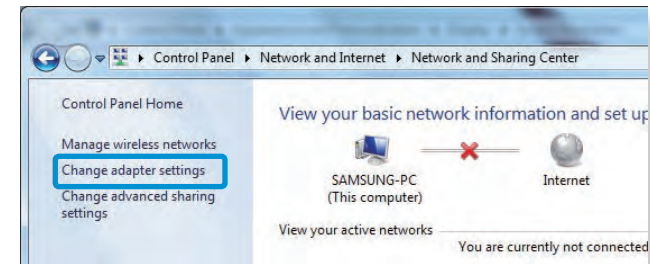 Control Panel ▸ Network and Internet ▸ Network and Sharing Center
Control Panel Home
Manage wireless networks
Change adapter settings
Change advanced sharing
settings
View your basic network information and set up
SAMSUNG-PC
(This computer)
Internet
View your active networks
You are currently not connected